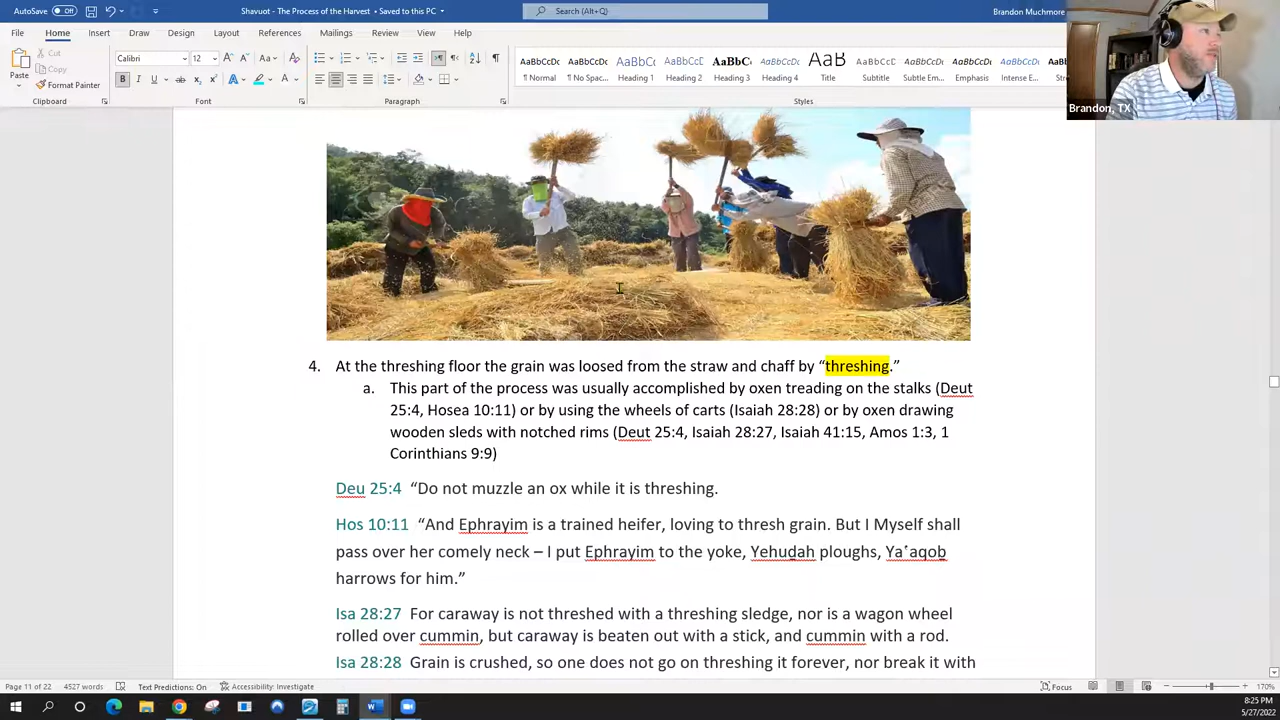 AutoSave Off Shavuot - The Process of the Harvest • Saved to this PC Search (Alt+Q) Brandon Muchmore
File Home Insert Draw Design Layout References Mailings Review View Help
Paste Cut Copy Format Painter
Calibri 12
AaBbCcDc AaBbCcDc AaBbCc AaBbCcC AaBbCc AaBbCcDc AaB AaBbCcD AaBbCcDc AaBbCcDc AaBbCcDc
¶ Normal ¶ No Spac... Heading 1 Heading 2 Heading 3 Heading 4 Title Subtitle Subtle Em... Emphasis Intense E...
Clipboard Font Paragraph Styles
Brandon, TX
4. At the threshing floor the grain was loosed from the straw and chaff by “threshing.”
a. This part of the process was usually accomplished by oxen treading on the stalks (Deut
25:4, Hosea 10:11) or by using the wheels of carts (Isaiah 28:28) or by oxen drawing
wooden sleds with notched rims (Deut 25:4, Isaiah 28:27, Isaiah 41:15, Amos 1:3, 1
Corinthians 9:9)
Deu 25:4 “Do not muzzle an ox while it is threshing.
Hos 10:11 “And Ephrayim is a trained heifer, loving to thresh grain. But I Myself shall
pass over her comely neck – I put Ephrayim to the yoke, Yehuḏah ploughs, Ya‛aqoḇ
harrows for him.”
Isa 28:27 For caraway is not threshed with a threshing sledge, nor is a wagon wheel
rolled over cummin, but caraway is beaten out with a stick, and cummin with a rod.
Isa 28:28 Grain is crushed, so one does not go on threshing it forever, nor break it with
Page 11 of 22 4527 words Text Predictions: On Accessibility: Investigate Focus 170%
8:25 PM
5/27/2022